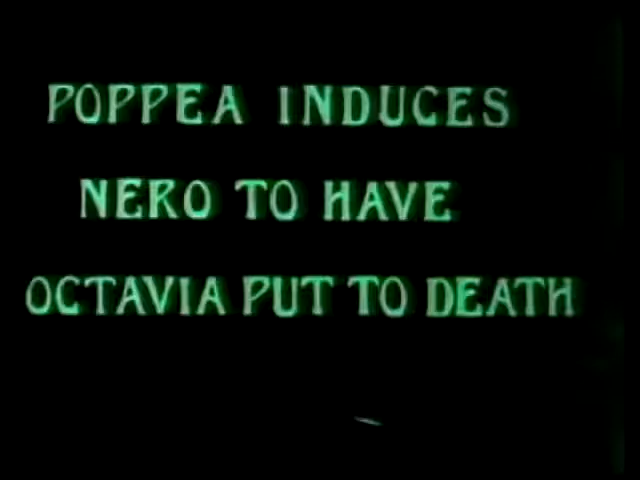 POPPEA INDUCES
NERO TO HAVE
OCTAVIA PUT TO DEATH